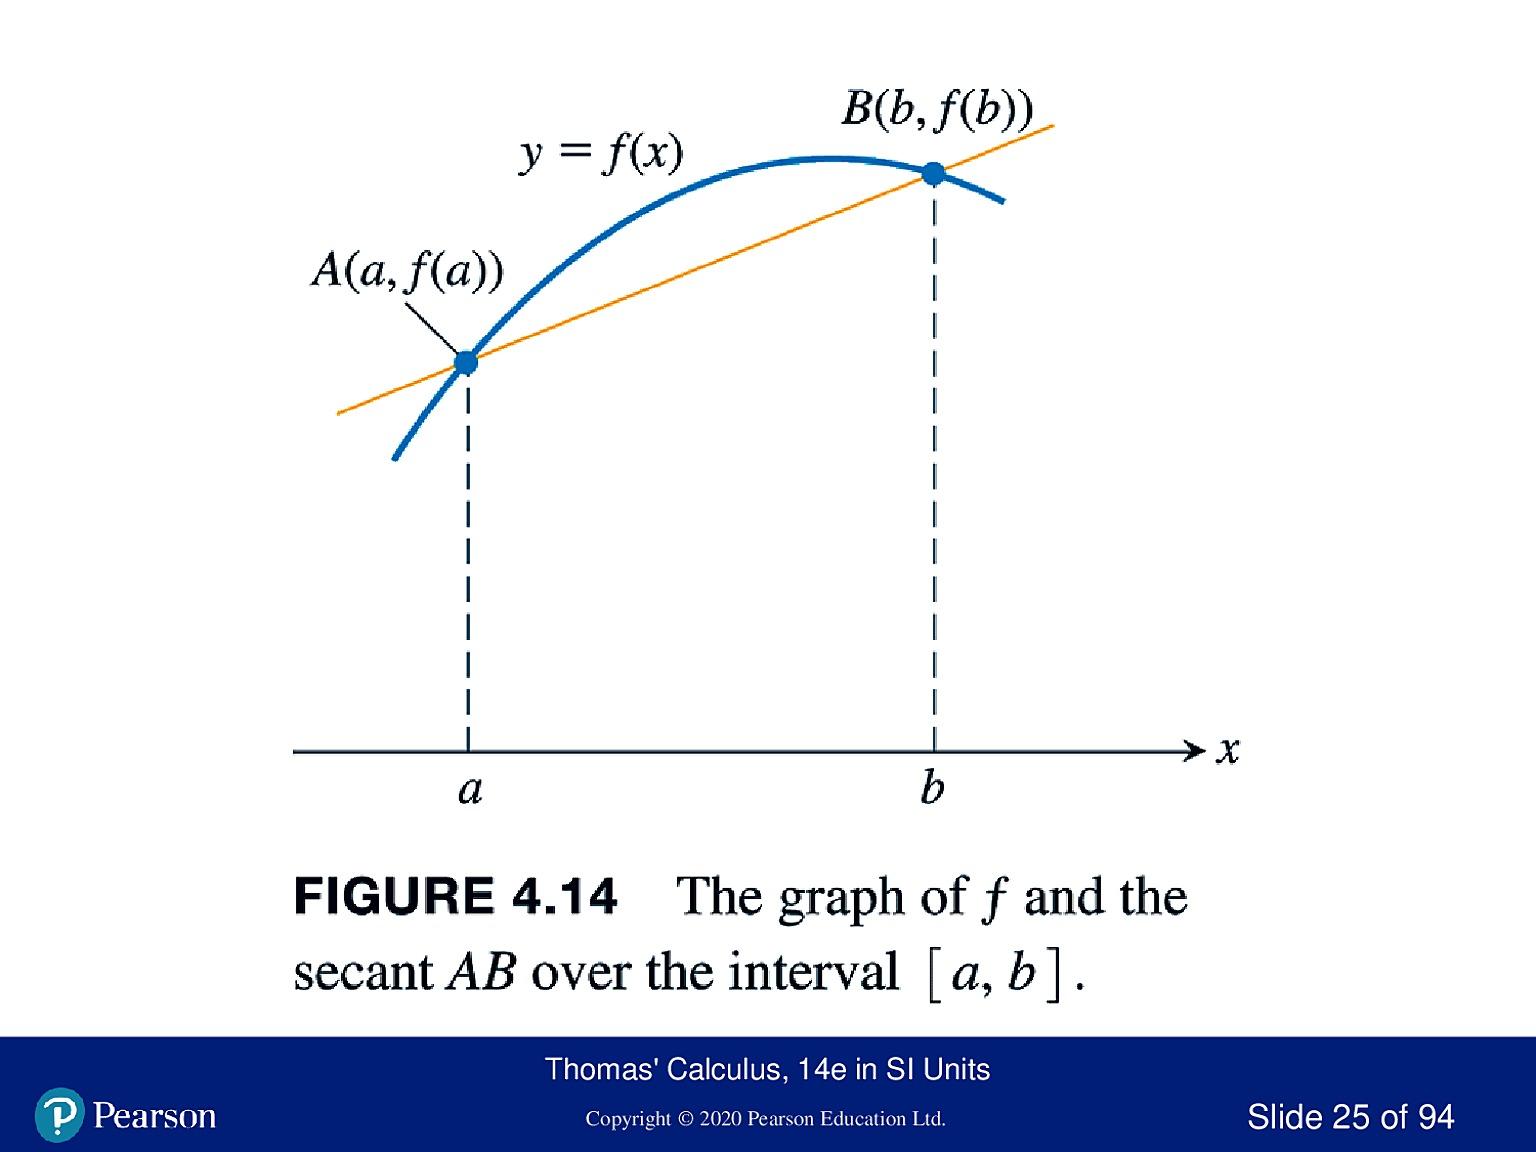 B(b, f(b))
y = f(x)
A(a, f(a))
x
a
b
FIGURE 4.14 The graph of f and the
secant AB over the interval [a, b].
Thomas' Calculus, 14e in SI Units
Pearson
Copyright © 2020 Pearson Education Ltd.
Slide 25 of 94